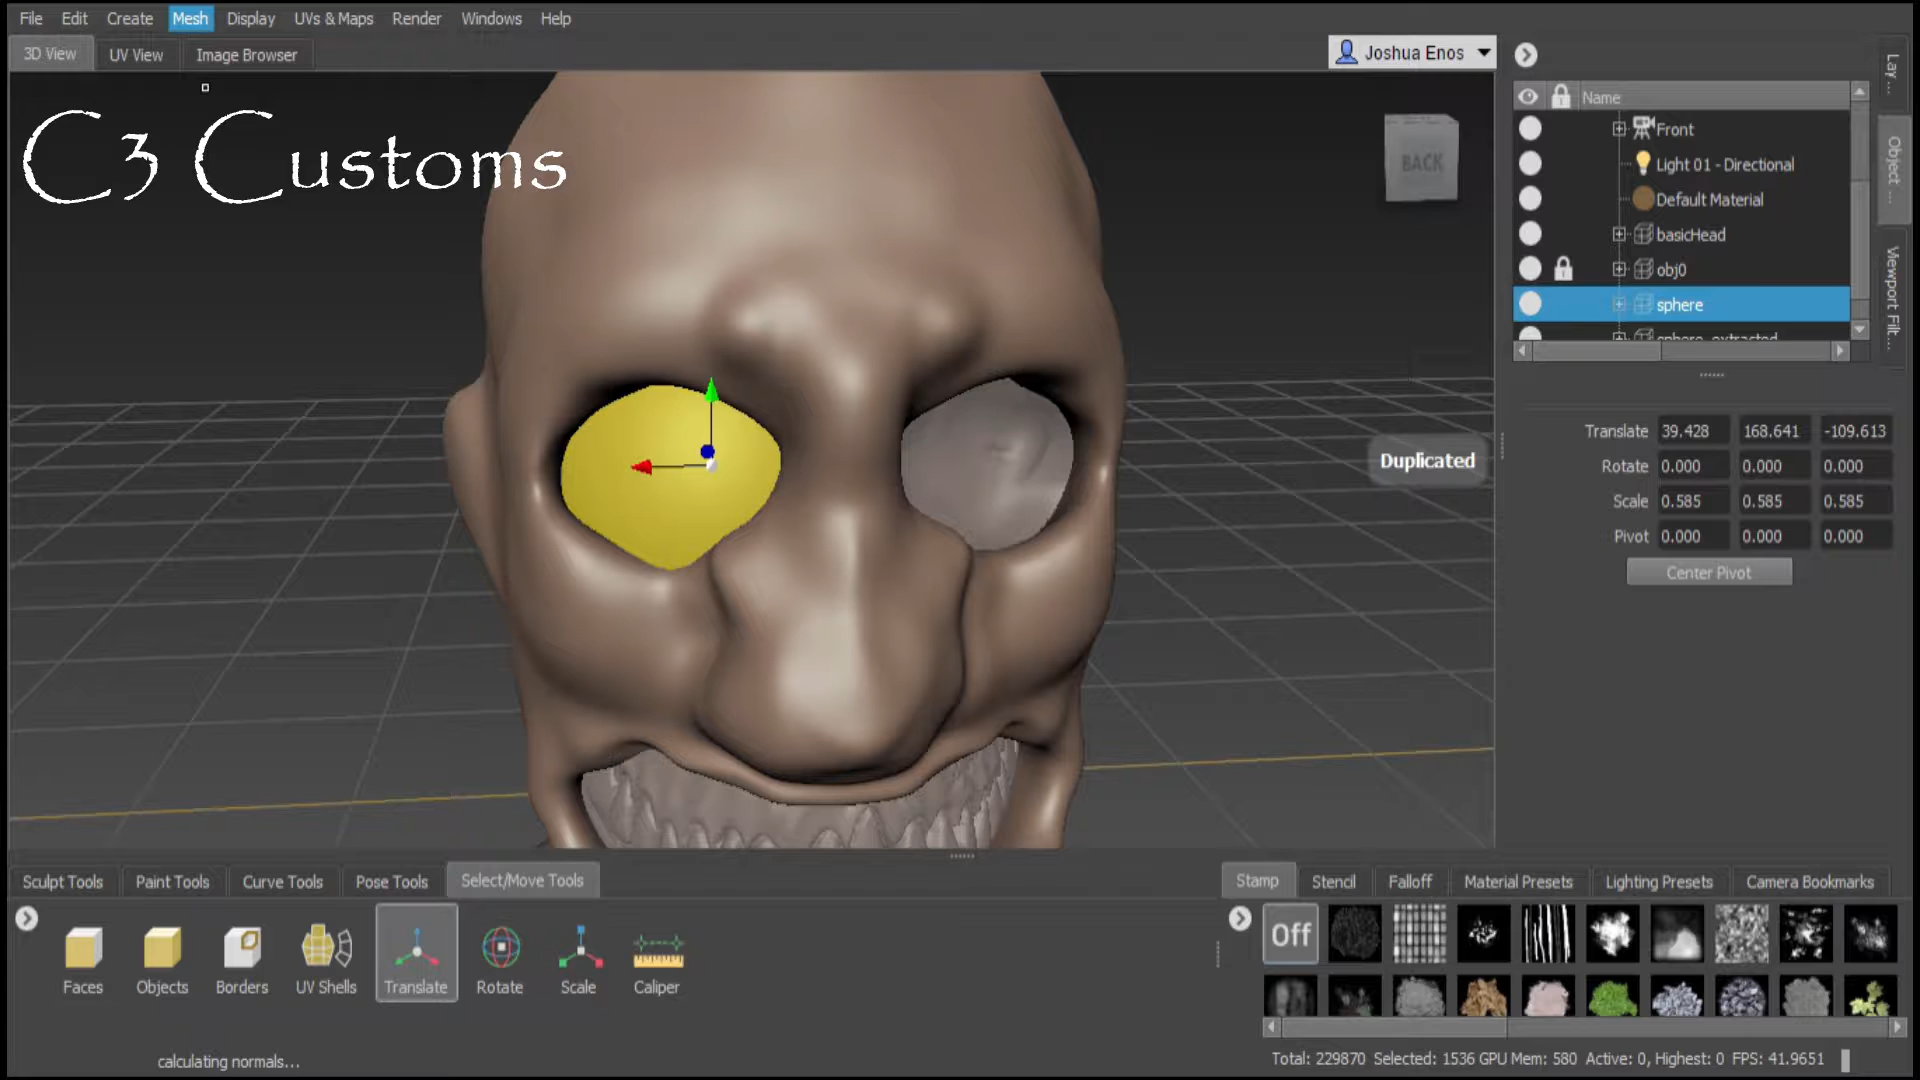 File Edit Create Mesh Display UVs & Maps Render Windows Help
3D View UV View Image Browser
Joshua Enos
C3 Customs
BACK
Duplicated
Name
Front
Light 01 - Directional
Default Material
basicHead
obj0
sphere
sphere_extracted
Lay...
Object ...
Viewport Filt...
Translate 39.428 168.641 -109.613
Rotate 0.000 0.000 0.000
Scale 0.585 0.585 0.585
Pivot 0.000 0.000 0.000
Center Pivot
Sculpt Tools Paint Tools Curve Tools Pose Tools Select/Move Tools
Faces Objects Borders UV Shells Translate Rotate Scale Caliper
Stamp Stencil Falloff Material Presets Lighting Presets Camera Bookmarks
Off
calculating normals...
Total: 229870 Selected: 1536 GPU Mem: 580 Active: 0, Highest: 0 FPS: 41.9651